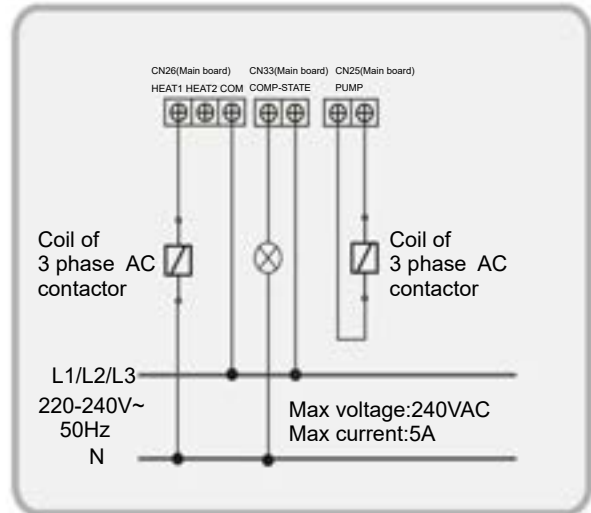 CN26(Main board) CN33(Main board) CN25(Main board)
HEAT1 HEAT2 COM COMP-STATE PUMP
Coil of
3 phase AC
contactor
Coil of
3 phase AC
contactor
L1/L2/L3
220-240V~
50Hz
N
Max voltage:240VAC
Max current:5A